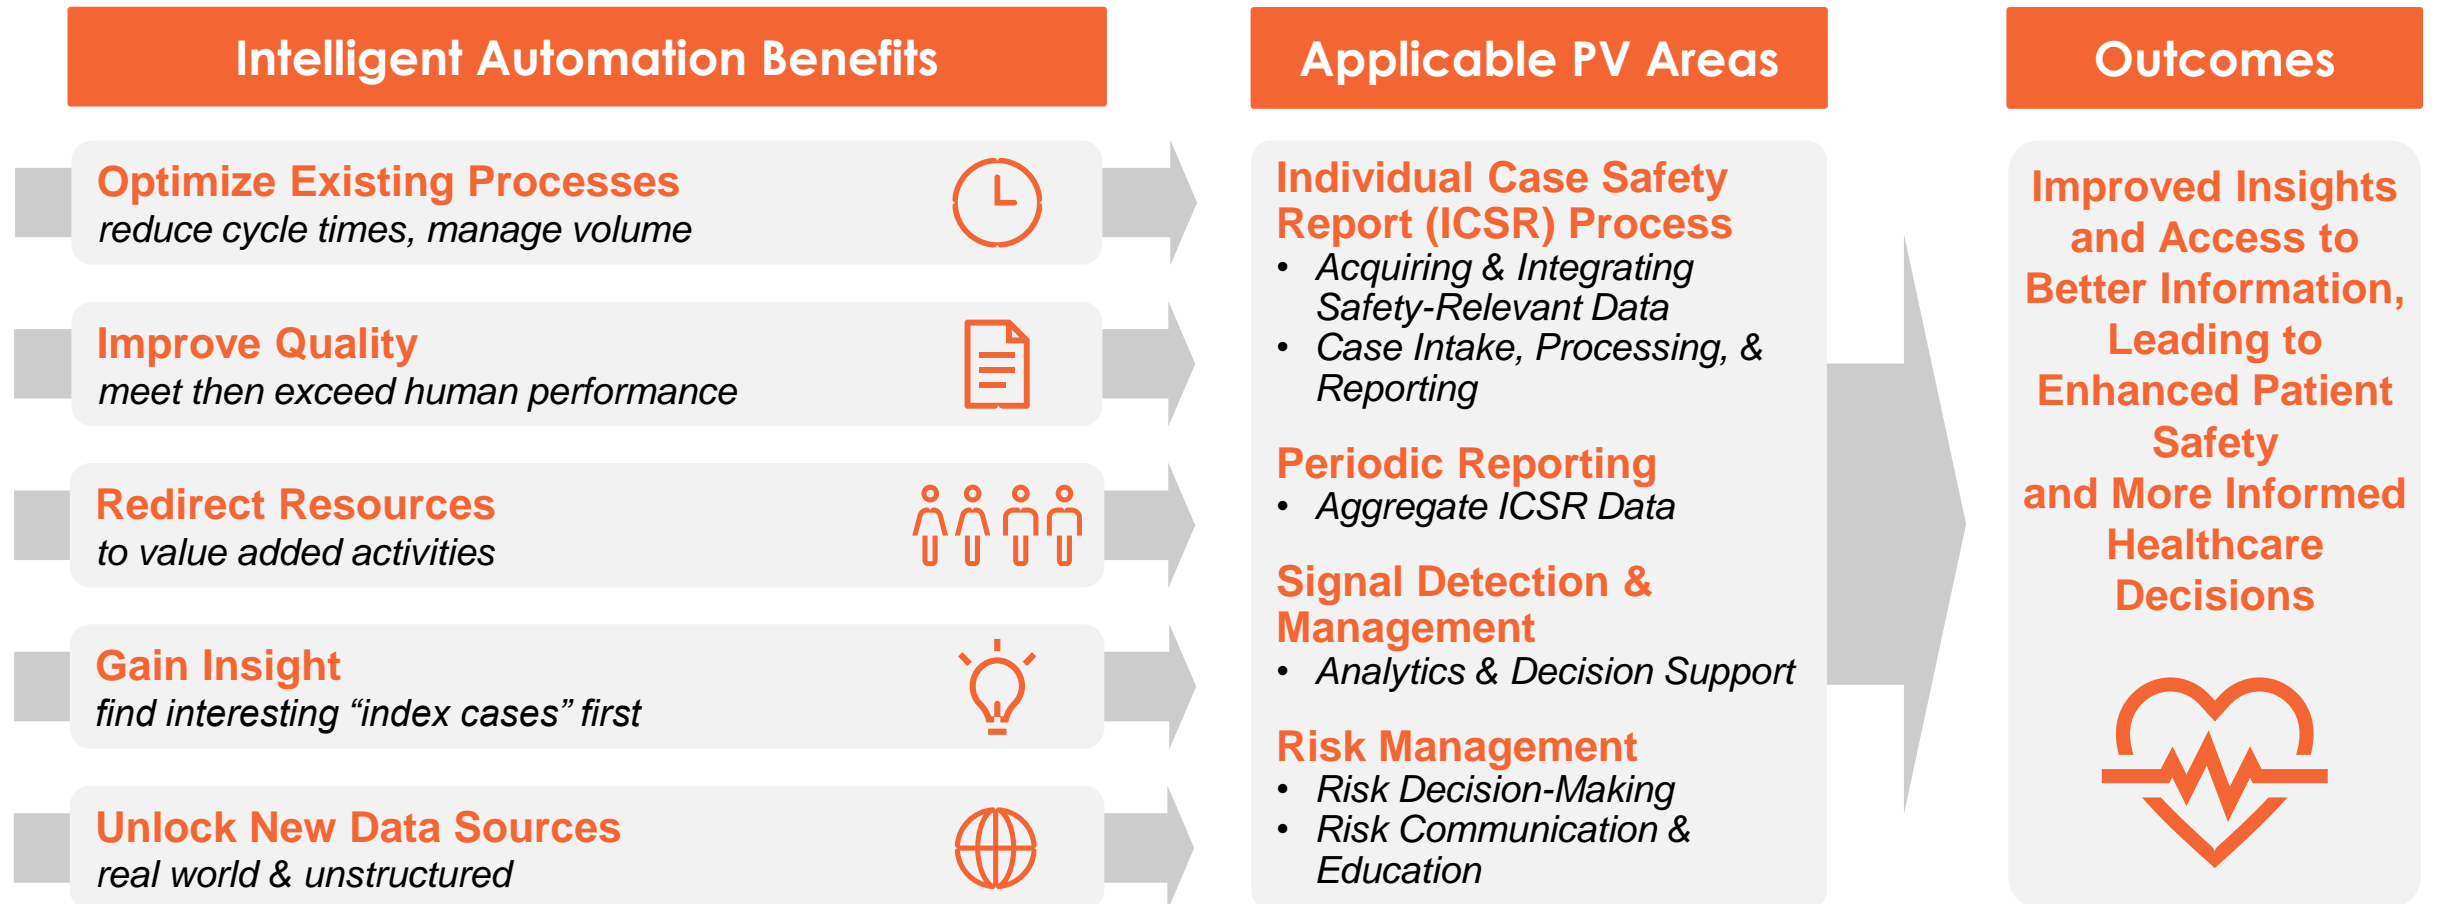 Intelligent Automation Benefits
Optimize Existing Processes
reduce cycle times, manage volume
Improve Quality
meet then exceed human performance
Redirect Resources
to value added activities
Gain Insight
find interesting “index cases” first
Unlock New Data Sources
real world & unstructured
Applicable PV Areas
Individual Case Safety
Report (ICSR) Process
• Acquiring & Integrating
Safety-Relevant Data
• Case Intake, Processing, &
Reporting
Periodic Reporting
• Aggregate ICSR Data
Signal Detection &
Management
• Analytics & Decision Support
Risk Management
• Risk Decision-Making
• Risk Communication &
Education
Outcomes
Improved Insights
and Access to
Better Information,
Leading to
Enhanced Patient
Safety
and More Informed
Healthcare
Decisions